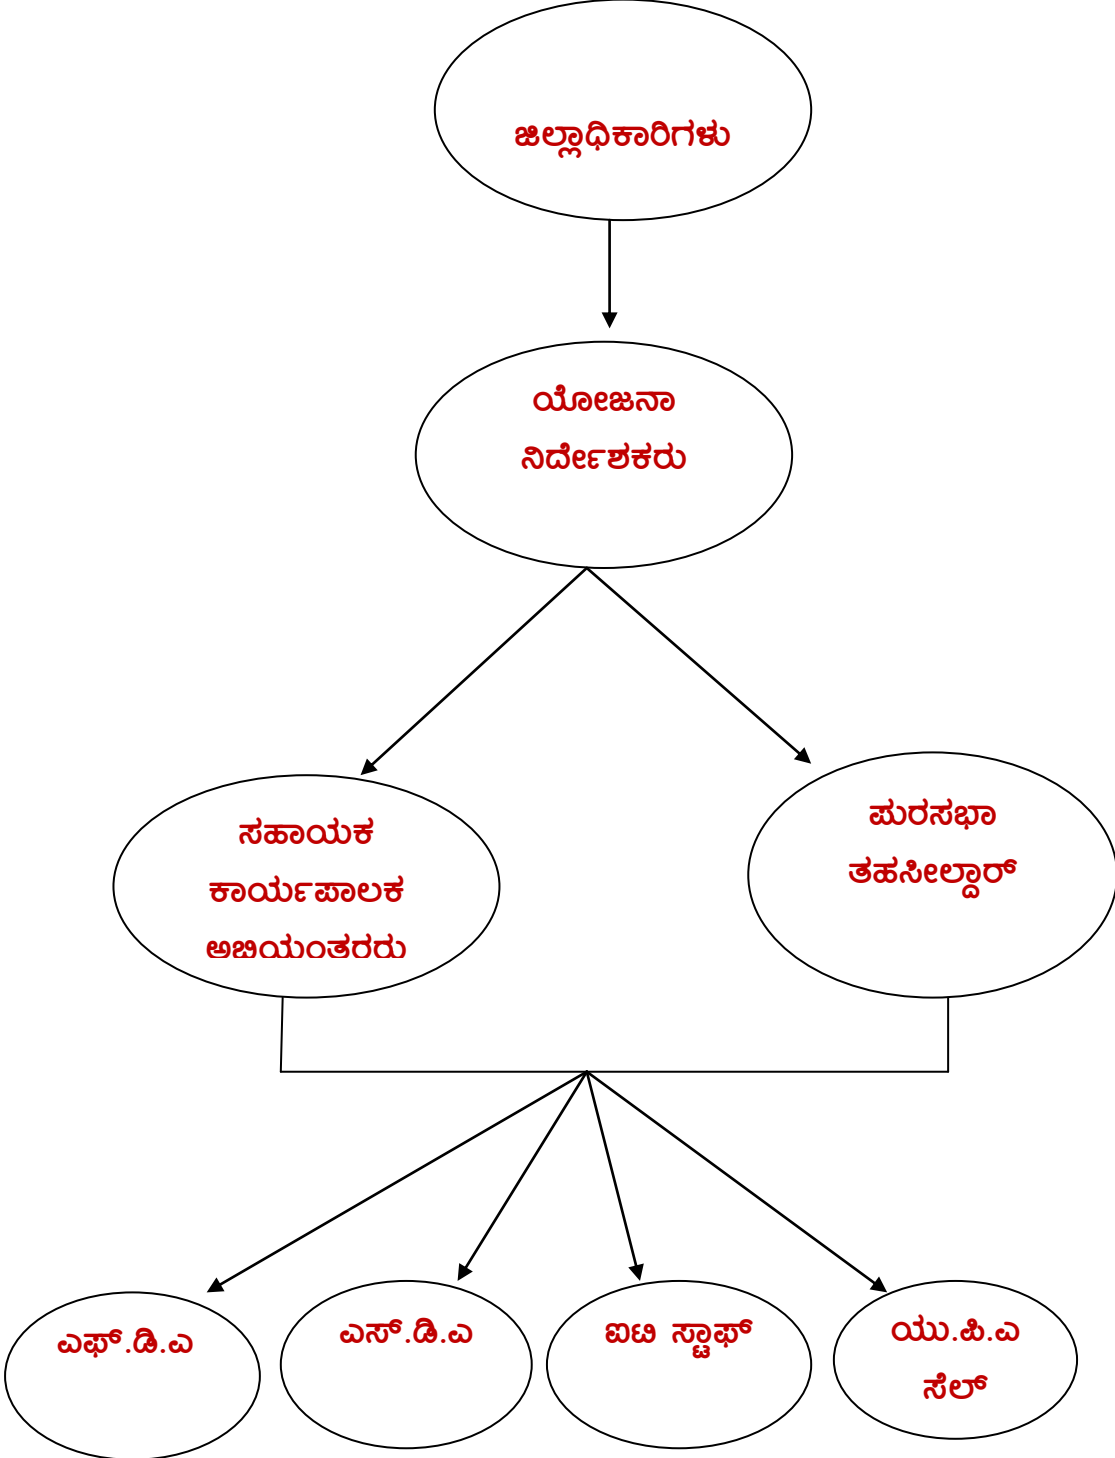 ಜಿಲ್ಲಾಧಿಕಾರಿಗಳು
ಯೋಜನಾ
ನಿರ್ದೇಶಕರು
ಸಹಾಯಕ
ಕಾರ್ಯಪಾಲಕ
ಅಭಿಯಂತರರು
ಪುರಸಭಾ
ತಹಸೀಲ್ದಾರ್
ಎಫ್.ಡಿ.ಎ
ಎಸ್.ಡಿ.ಎ
ಐಟಿ ಸ್ಟಾಫ್
ಯು.ಪಿ.ಎ
ಸೆಲ್